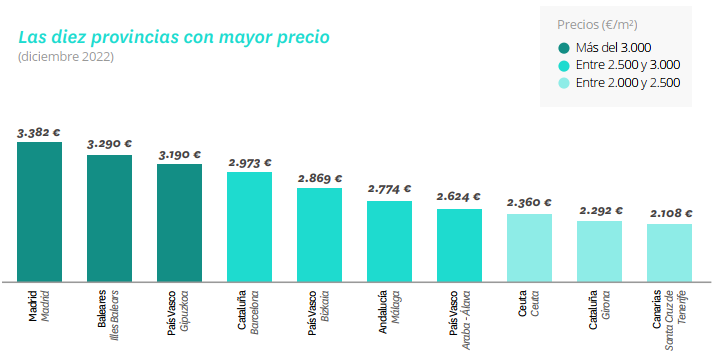 Las diez provincias con mayor precio
(diciembre 2022)
Precios (€/m²)
Más del 3.000
Entre 2.500 y 3.000
Entre 2.000 y 2.500
3.382 €
3.290 €
3.190 €
2.973 €
2.869 €
2.774 €
2.624 €
2.360 €
2.292 €
2.108 €
Madrid
Madrid
Baleares
Illes Balears
País Vasco
Gipuzkoa
Cataluña
Barcelona
País Vasco
Bizkaia
Andalucía
Málaga
País Vasco
Araba - Álava
Ceuta
Ceuta
Cataluña
Girona
Canarias
Santa Cruz de
Tenerife